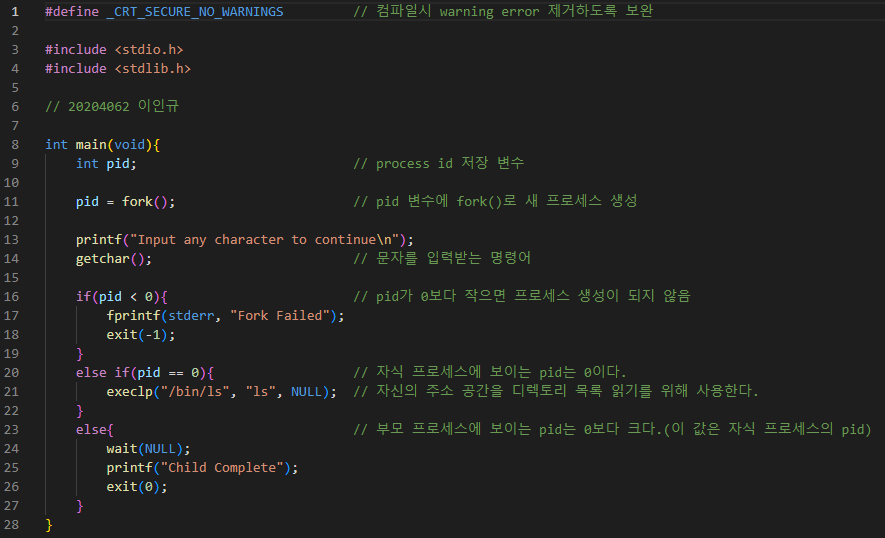 1 #define _CRT_SECURE_NO_WARNINGS // 컴파일시 warning error 제거하도록 보완
2
3 #include <stdio.h>
4 #include <stdlib.h>
5
6 // 20204062 이인규
7
8 int main(void){
9 int pid; // process id 저장 변수
10
11 pid = fork(); // pid 변수에 fork()로 새 프로세스 생성
12
13 printf("Input any character to continue\n");
14 getchar(); // 문자를 입력받는 명령어
15
16 if(pid < 0){ // pid가 0보다 작으면 프로세스 생성이 되지 않음
17 fprintf(stderr, "Fork Failed");
18 exit(-1);
19 }
20 else if(pid == 0){ // 자식 프로세스에 보이는 pid는 0이다.
21 execlp("/bin/ls", "ls", NULL); // 자신의 주소 공간을 디렉토리 목록 읽기를 위해 사용한다.
22 }
23 else{ // 부모 프로세스에 보이는 pid는 0보다 크다.(이 값은 자식 프로세스의 pid)
24 wait(NULL);
25 printf("Child Complete");
26 exit(0);
27 }
28 }